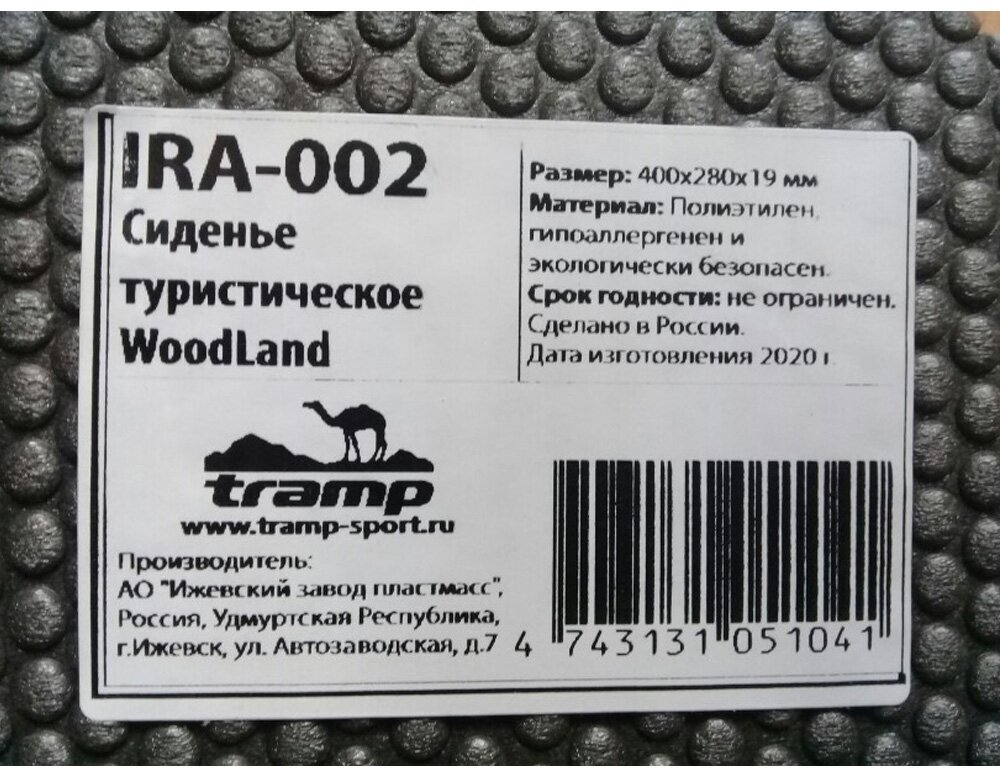 IRA-002
Сиденье
туристическое
WoodLand
Размер: 400x280x19 мм
Материал: Полиэтилен,
гипоаллергенен и
экологически безопасен.
Срок годности: не ограничен.
Сделано в России.
Дата изготовления 2020 г.
tramp
www.tramp-sport.ru
Производитель:
АО "Ижевский завод пластмасс",
Россия, Удмуртская Республика,
г.Ижевск, ул. Автозаводская, д.7
4 743131 051041